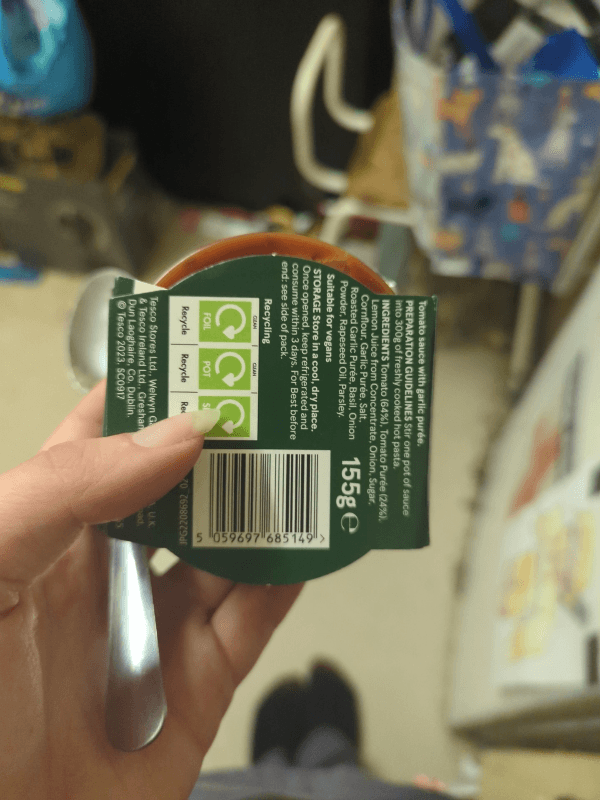 Tomato sauce with garlic purée.
PREPARATION GUIDELINES Stir one pot of sauce
into 300g of freshly cooked hot pasta.
INGREDIENTS Tomato (64%), Tomato Purée (24%),
Lemon Juice from Concentrate, Onion, Sugar,
Cornflour, Garlic Purée, Salt,
Roasted Garlic Purée, Basil, Onion
Powder, Rapeseed Oil, Parsley.
155g e
Suitable for vegans
STORAGE Store in a cool, dry place.
Once opened, keep refrigerated and
consume within 3 days. For Best before
end: see side of pack.
Recycling
CLEAN CLEAN
FOIL POT
Recycle Recycle
5 059697 685149 >
Tesco Stores Ltd., Welwyn U.K.
& Tesco Ireland Ltd., Gresham
Dun Laoghaire, Co. Dublin.
© Tesco 2023. SC0917